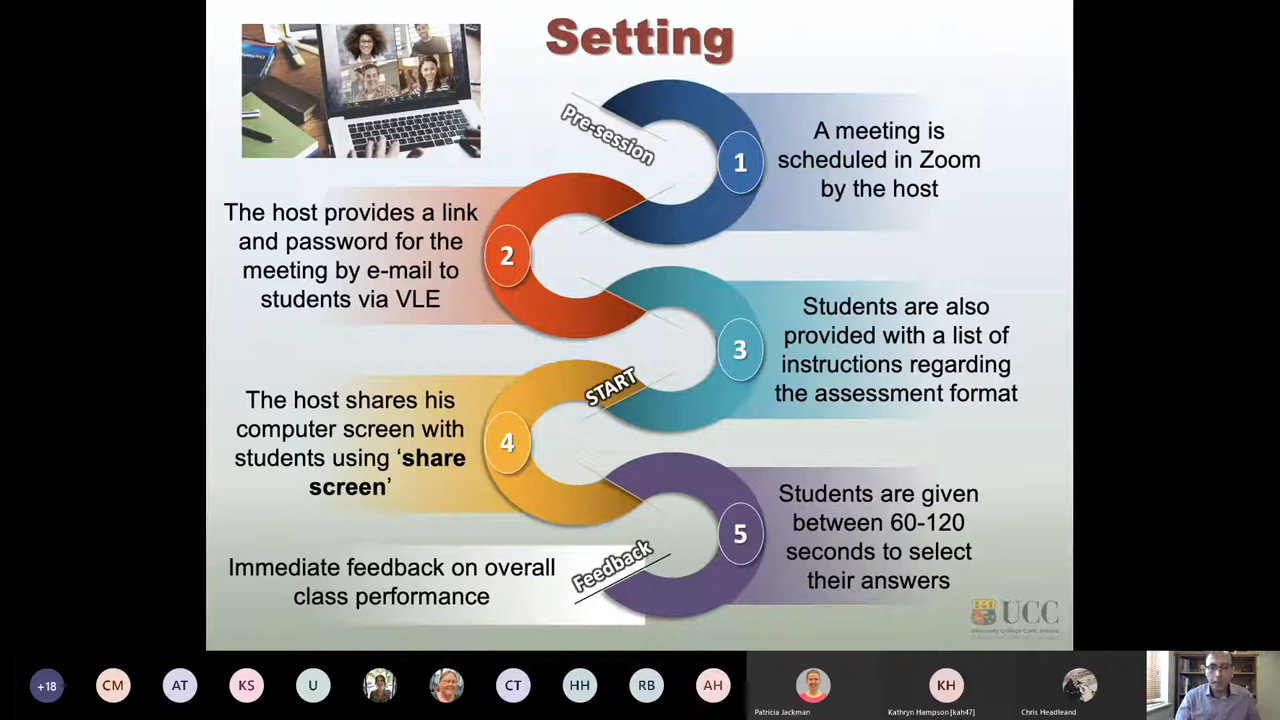 Setting
Pre-session
1
A meeting is
scheduled in Zoom
by the host
The host provides a link
and password for the
meeting by e-mail to
students via VLE
2
3
Students are also
provided with a list of
instructions regarding
the assessment format
START
The host shares his
computer screen with
students using ‘share
screen’
4
5
Students are given
between 60-120
seconds to select
their answers
Feedback
Immediate feedback on overall
class performance
UCC
University College Cork, Ireland
+18
CM
AT
KS
U
CT
HH
RB
AH
Patricia Jackman
KH
Kathryn Hampson [kah47]
Chris Headleand